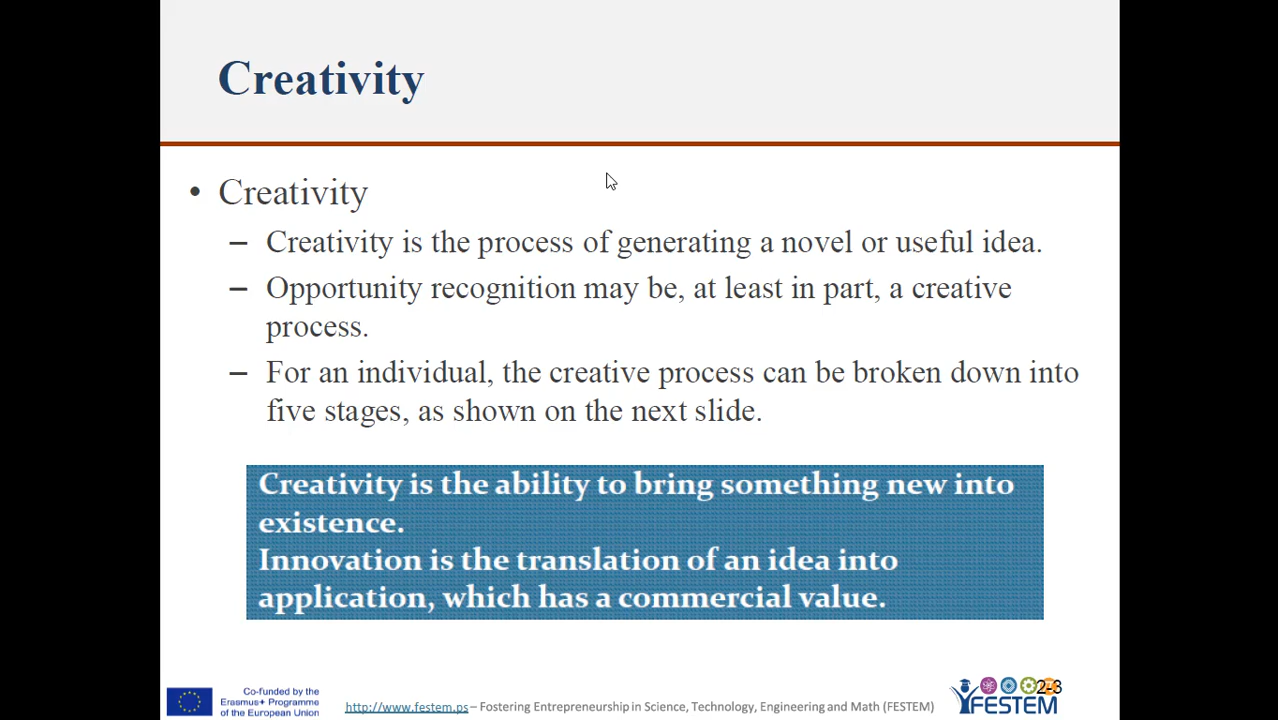 Creativity
• Creativity
– Creativity is the process of generating a novel or useful idea.
– Opportunity recognition may be, at least in part, a creative
process.
– For an individual, the creative process can be broken down into
five stages, as shown on the next slide.
Creativity is the ability to bring something new into
existence.
Innovation is the translation of an idea into
application, which has a commercial value.
Co-funded by the
Erasmus+ Programme
of the European Union
http://www.festem.ps – Fostering Entrepreneurship in Science, Technology, Engineering and Math (FESTEM)
FESTEM